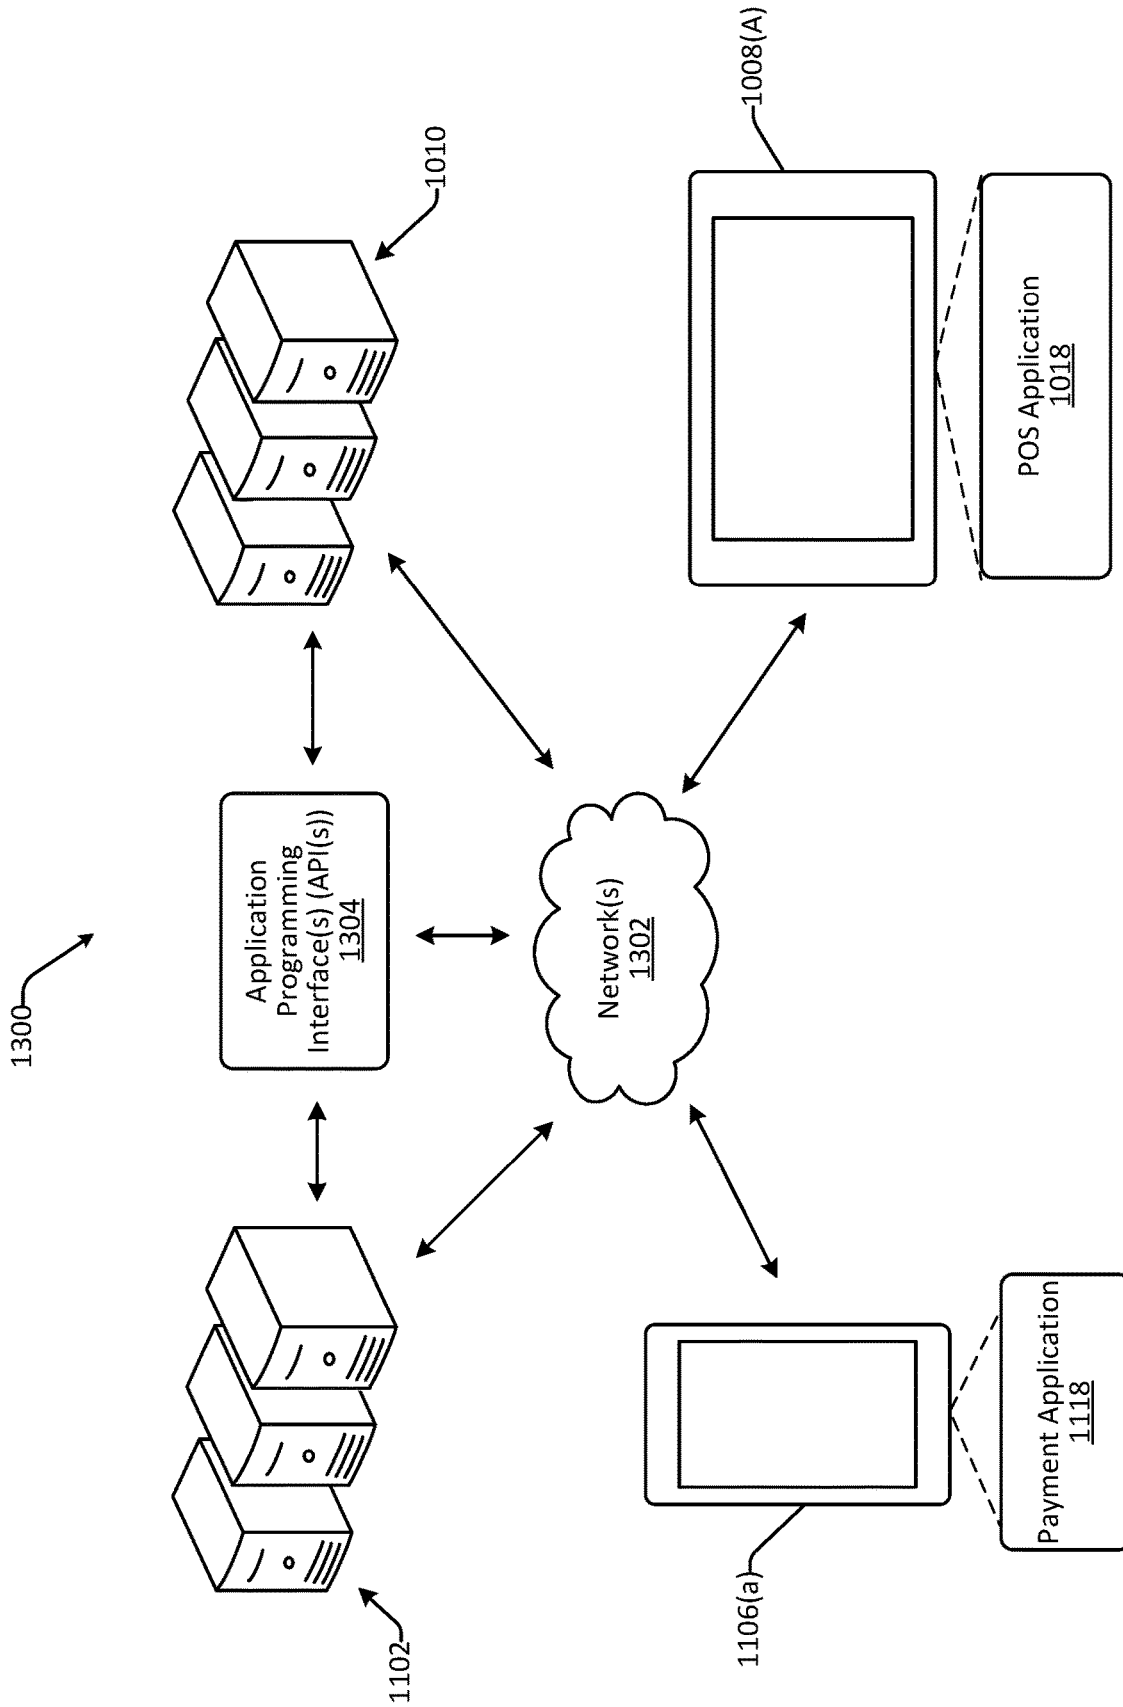 1300
1102
1010
Application
Programming
Interface(s) (API(s))
1304
Network(s)
1302
1106(a)
1008(A)
Payment Application
1118
POS Application
1018